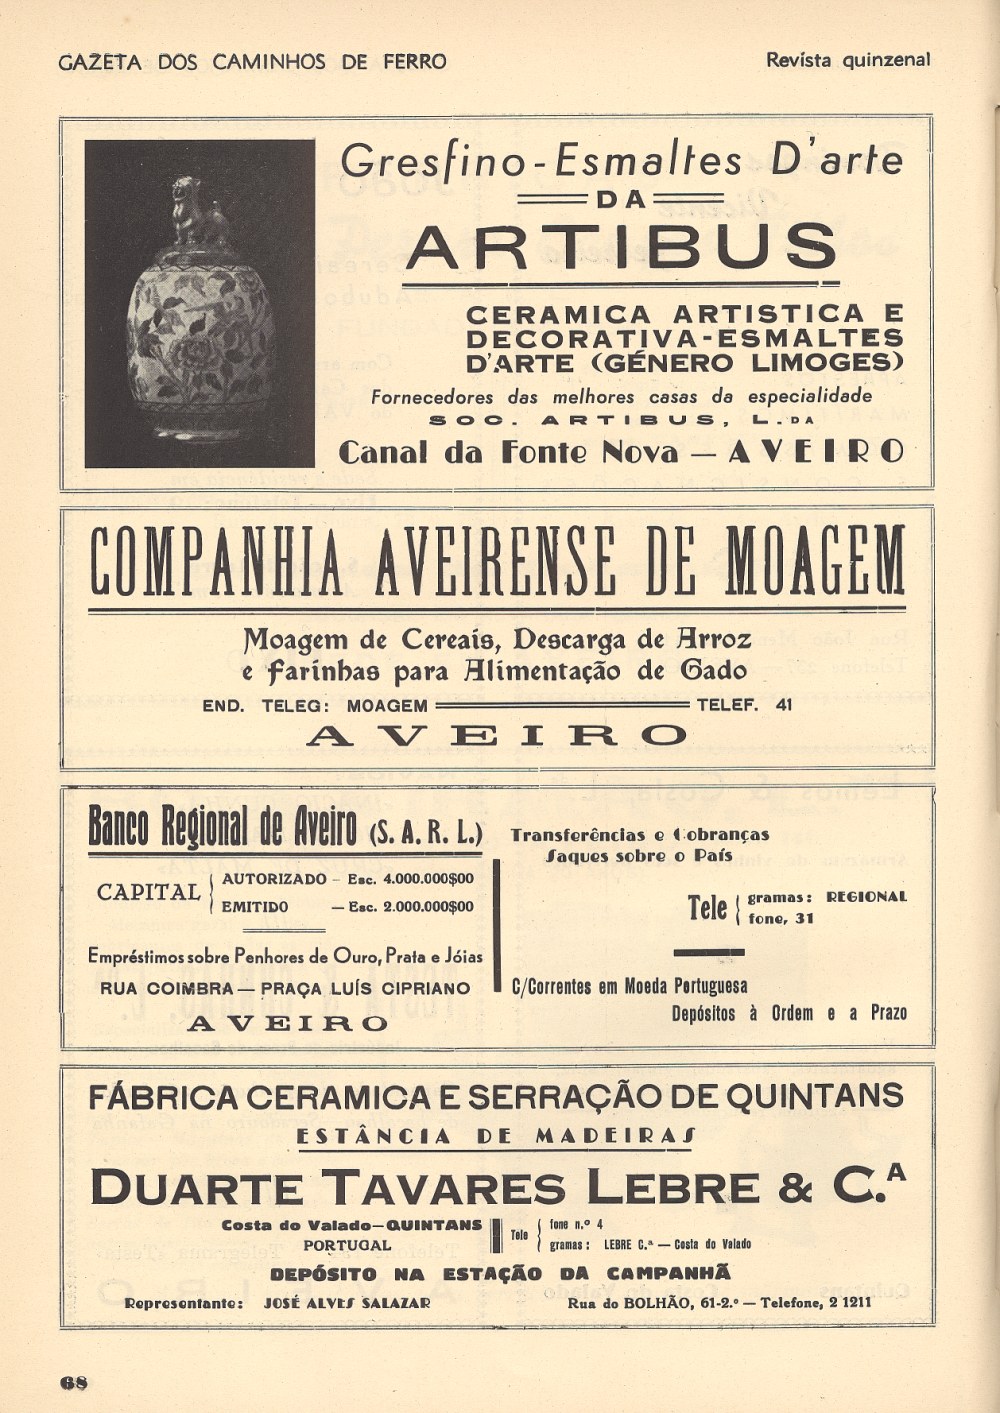 GAZETA DOS CAMINHOS DE FERRO
Revista quinzenal
Gresfino-Esmaltes D'arte
DA
ARTIBUS
CERAMICA ARTISTICA E
DECORATIVA-ESMALTES
D'ARTE (GÉNERO LIMOGES)
Fornecedores das melhores casas da especialidade
SOC. ARTIBUS, L.DA
Canal da Fonte Nova — AVEIRO
COMPANHIA AVEIRENSE DE MOAGEM
Moagem de Cereais, Descarga de Arroz
e Farinhas para Alimentação de Gado
END. TELEG: MOAGEM TELEF. 41
AVEIRO
Banco Regional de Aveiro (S. A. R. L.)
CAPITAL
AUTORIZADO – Esc. 4.000.000$00
EMITIDO — Esc. 2.000.000$00
Empréstimos sobre Penhores de Ouro, Prata e Jóias
RUA COIMBRA — PRAÇA LUÍS CIPRIANO
AVEIRO
Transferências e Cobranças
Saques sobre o País
Tele
gramas: REGIONAL
fone, 31
C/Correntes em Moeda Portuguesa
Depósitos à Ordem e a Prazo
FÁBRICA CERAMICA E SERRAÇÃO DE QUINTANS
ESTÂNCIA DE MADEIRAS
DUARTE TAVARES LEBRE & C.A
Costa do Valado—QUINTANS
PORTUGAL
Tele
fone n.º 4
gramas: LEBRE C.ª — Costa do Valado
DEPÓSITO NA ESTAÇÃO DA CAMPANHÃ
Representante: JOSÉ ALVES SALAZAR
Rua do BOLHÃO, 61-2.º — Telefone, 2 1211
68